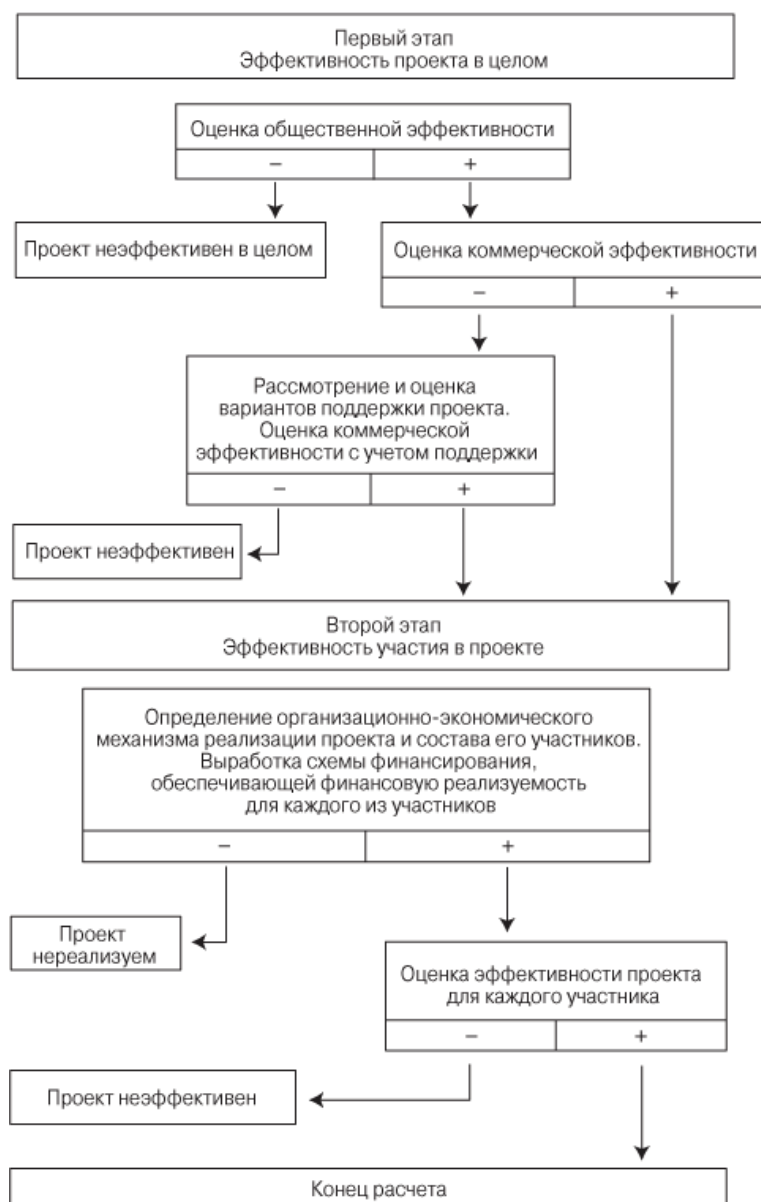 Первый этап
Эффективность проекта в целом
Оценка общественной эффективности
– +
Проект неэффективен в целом
Оценка коммерческой эффективности
– +
Рассмотрение и оценка
вариантов поддержки проекта.
Оценка коммерческой
эффективности с учетом поддержки
– +
Проект неэффективен
Второй этап
Эффективность участия в проекте
Определение организационно-экономического
механизма реализации проекта и состава его участников.
Выработка схемы финансирования,
обеспечивающей финансовую реализуемость
для каждого из участников
– +
Проект
нереализуем
Оценка эффективности проекта
для каждого участника
– +
Проект неэффективен
Конец расчета